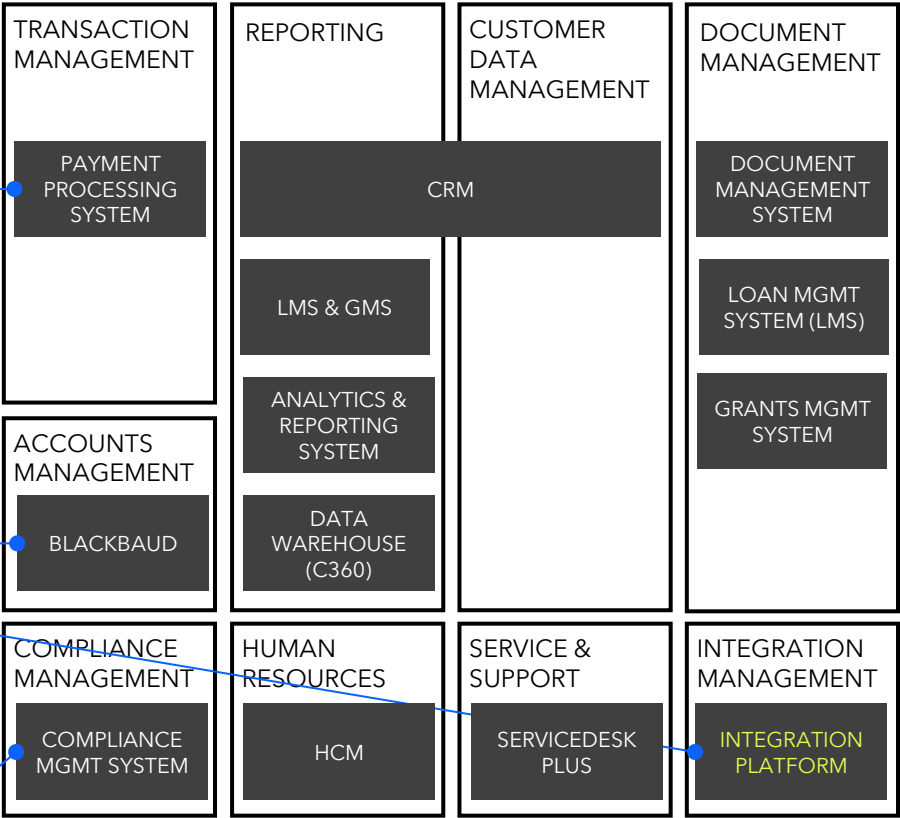 TRANSACTION
MANAGEMENT
PAYMENT
PROCESSING
SYSTEM
REPORTING
CUSTOMER
DATA
MANAGEMENT
CRM
LMS & GMS
ANALYTICS &
REPORTING
SYSTEM
DATA
WAREHOUSE
(C360)
DOCUMENT
MANAGEMENT
DOCUMENT
MANAGEMENT
SYSTEM
LOAN MGMT
SYSTEM (LMS)
GRANTS MGMT
SYSTEM
ACCOUNTS
MANAGEMENT
BLACKBAUD
COMPLIANCE
MANAGEMENT
COMPLIANCE
MGMT SYSTEM
HUMAN
RESOURCES
HCM
SERVICE &
SUPPORT
SERVICEDESK
PLUS
INTEGRATION
MANAGEMENT
INTEGRATION
PLATFORM